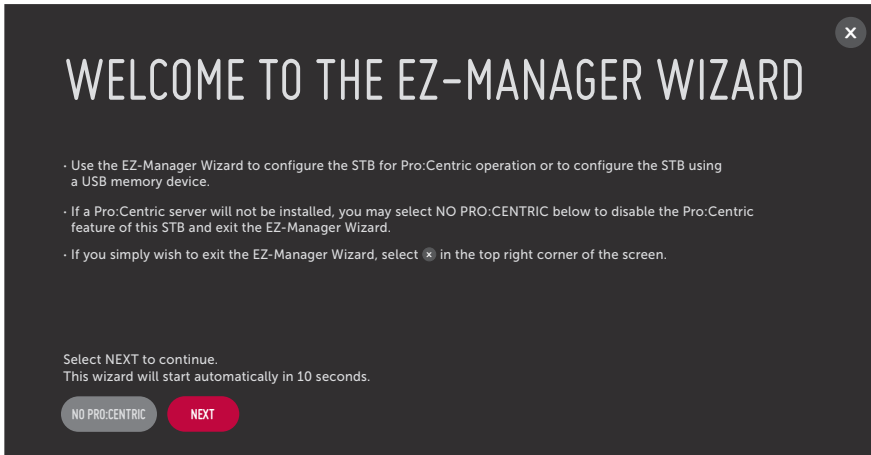 X
WELCOME TO THE EZ-MANAGER WIZARD
· Use the EZ-Manager Wizard to configure the STB for Pro:Centric operation or to configure the STB using
a USB memory device.
· If a Pro:Centric server will not be installed, you may select NO PRO:CENTRIC below to disable the Pro:Centric
feature of this STB and exit the EZ-Manager Wizard.
· If you simply wish to exit the EZ-Manager Wizard, select x in the top right corner of the screen.
Select NEXT to continue.
This wizard will start automatically in 10 seconds.
NO PRO:CENTRIC NEXT